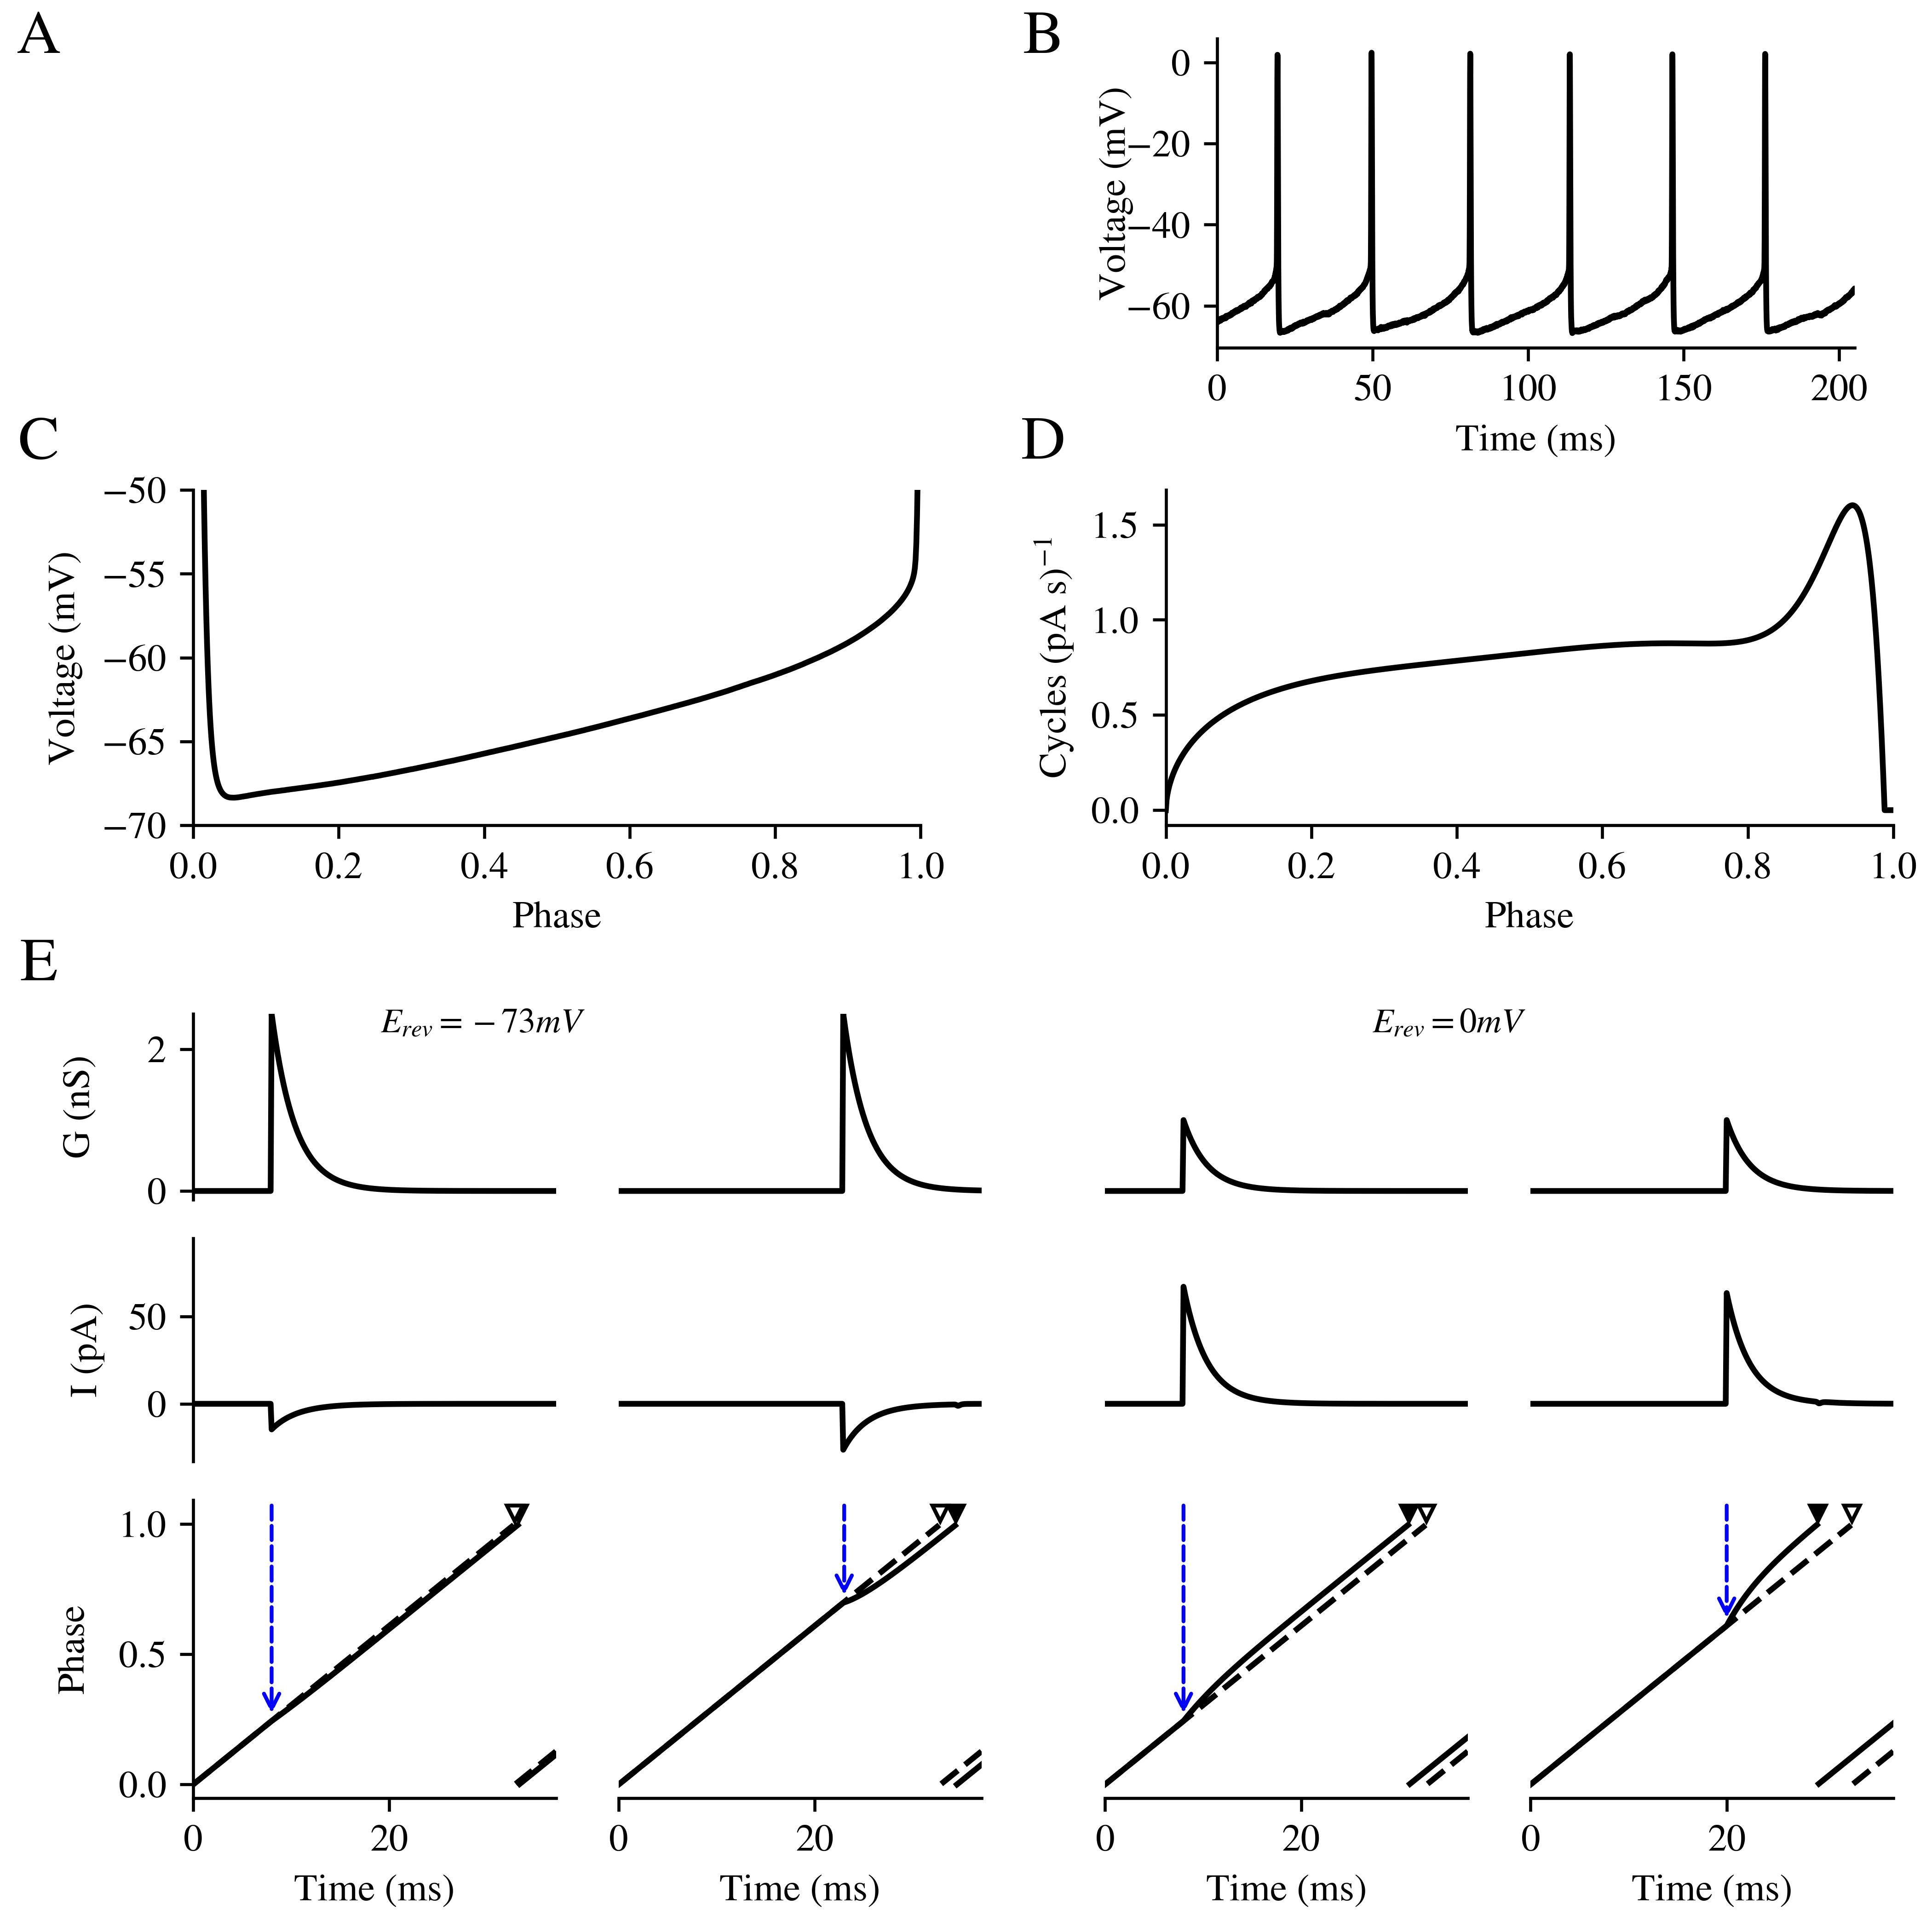 A
B
Voltage (mV)
0
−20
−40
−60
0 50 100 150 200
Time (ms)
C
Voltage (mV)
−50
−55
−60
−65
−70
0.0 0.2 0.4 0.6 0.8 1.0
Phase
D
Cycles (pA s)−1
1.5
1.0
0.5
0.0
0.0 0.2 0.4 0.6 0.8 1.0
Phase
E
Erev = − 73mV
Erev = 0mV
G (nS)
2
0
I (pA)
50
0
Phase
1.0
0.5
0.0
0 20 0 20 0 20 0 20
Time (ms) Time (ms) Time (ms) Time (ms)